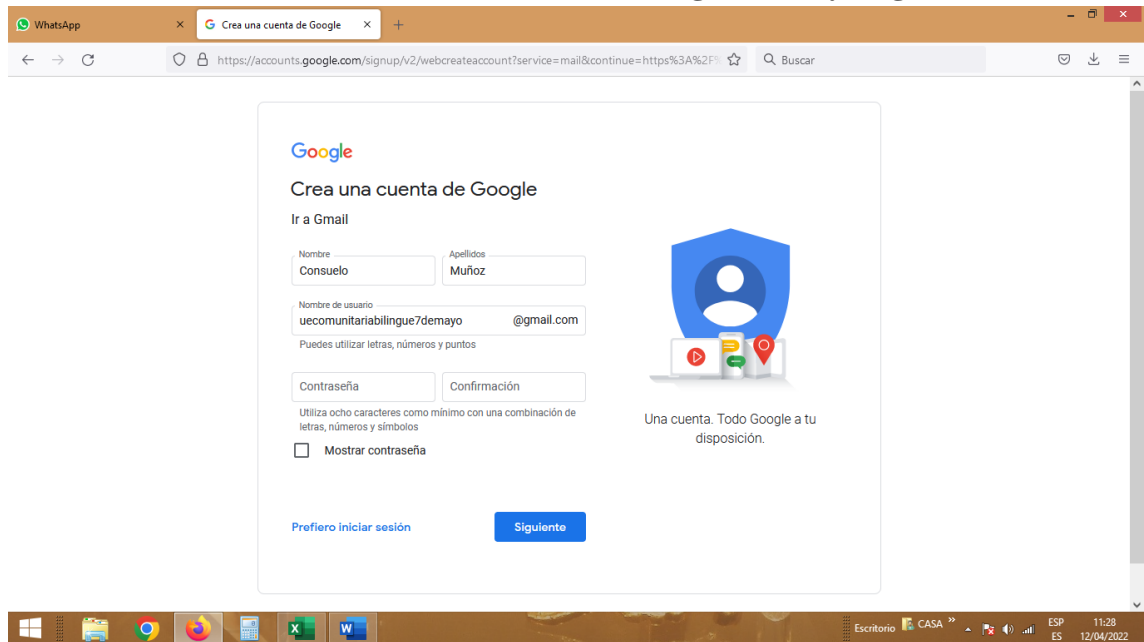 WhatsApp
Crea una cuenta de Google
https://accounts.google.com/signup/v2/webcreateaccount?service=mail&continue=https%3A%2F%
Buscar
Google
Crea una cuenta de Google
Ir a Gmail
Nombre
Apellidos
Consuelo
Muñoz
Nombre de usuario
uecomunitariabilingue7demayo
@gmail.com
Puedes utilizar letras, números y puntos
Contraseña
Confirmación
Utiliza ocho caracteres como mínimo con una combinación de
letras, números y símbolos
Mostrar contraseña
Prefiero iniciar sesión
Siguiente
Una cuenta. Todo Google a tu
disposición.
Escritorio
CASA
ESP
ES
11:28
12/04/2022